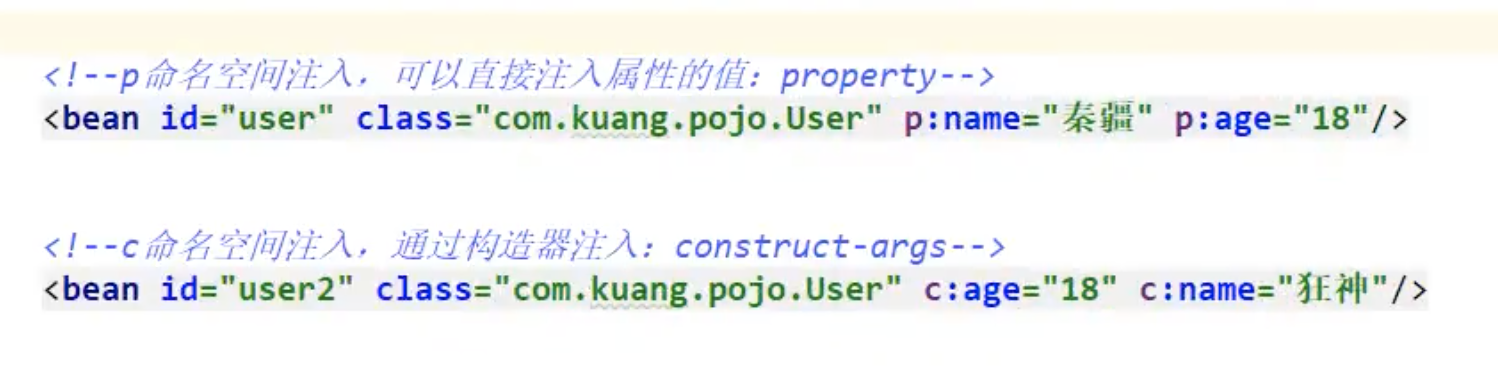 <!--p命名空间注入，可以直接注入属性的值：property-->
<bean id="user" class="com.kuang.pojo.User" p:name="秦疆" p:age="18"/>
<!--c命名空间注入，通过构造器注入：construct-args-->
<bean id="user2" class="com.kuang.pojo.User" c:age="18" c:name="狂神"/>